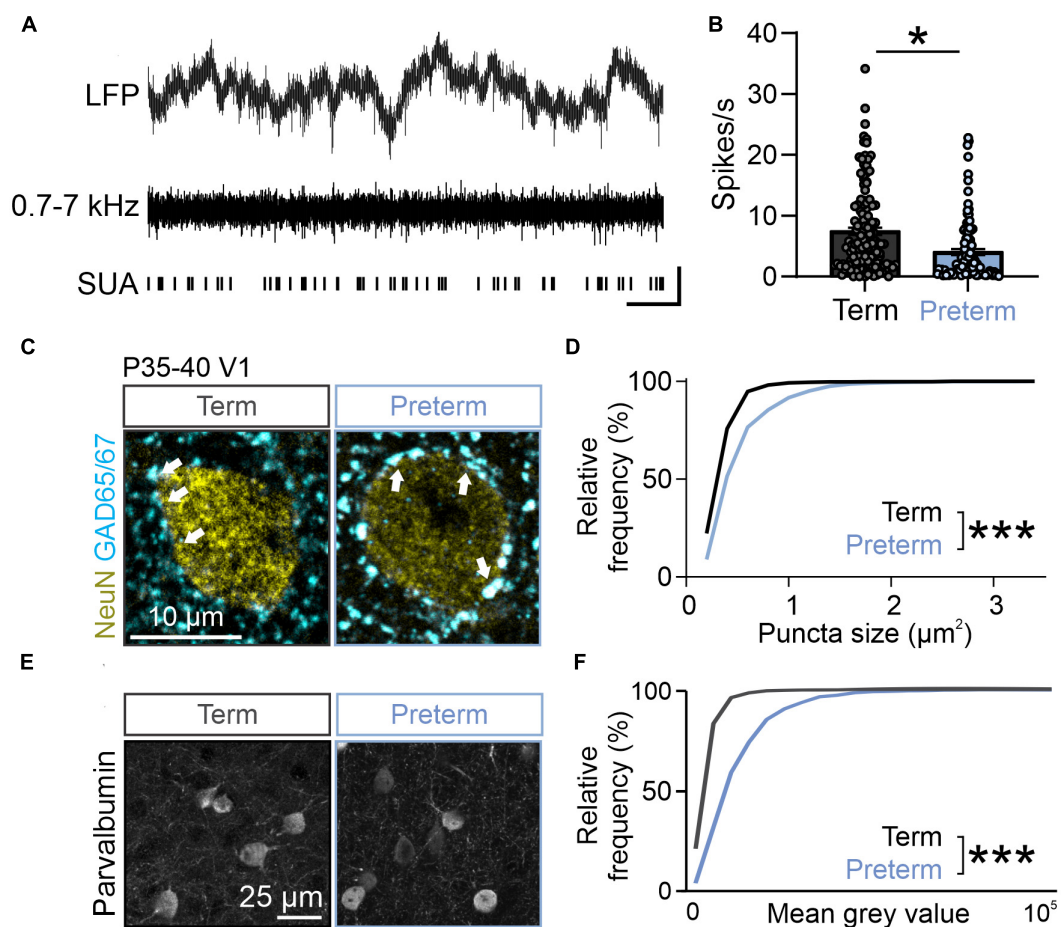 A
LFP
0.7-7 kHz
SUA
B
*
Spikes/s
40
30
20
10
0
Term
Preterm
C
P35-40 V1
Term
Preterm
NeuN GAD65/67
10 µm
D
Relative
frequency (%)
100
50
0
Term
Preterm
***
0
1
2
3
Puncta size (µm²)
E
Term
Preterm
Parvalbumin
25 µm
F
Relative
frequency (%)
100
50
0
Term
Preterm
***
0
Mean grey value
10⁵